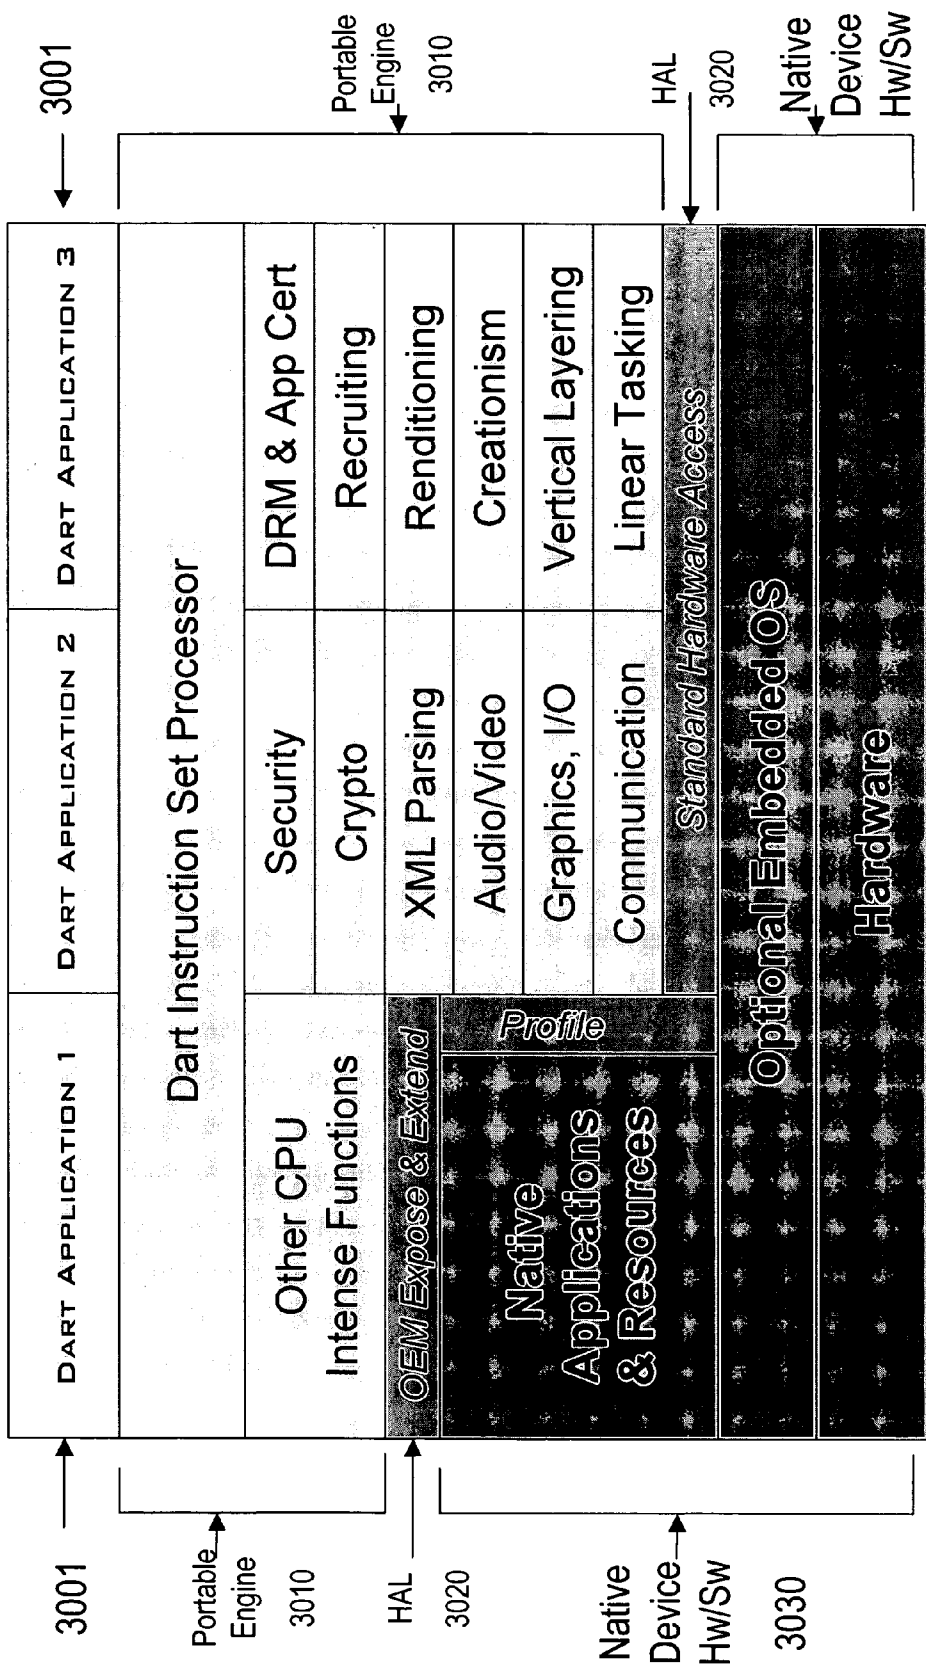 3001
DART APPLICATION 1
DART APPLICATION 2
DART APPLICATION 3
3001
Dart Instruction Set Processor
Other CPU
Intense Functions
Security
DRM & App Cert
Crypto
Recruiting
XML Parsing
Renditioning
Audio/Video
Creationism
Graphics, I/O
Vertical Layering
Communication
Linear Tasking
OEM Expose & Extend
Profile
Standard Hardware Access
Native
Applications
& Resources
Optional Embedded OS
Hardware
Portable
Engine
3010
HAL
3020
Native
Device
Hw/Sw
3030
Portable
Engine
3010
HAL
3020
Native
Device
Hw/Sw